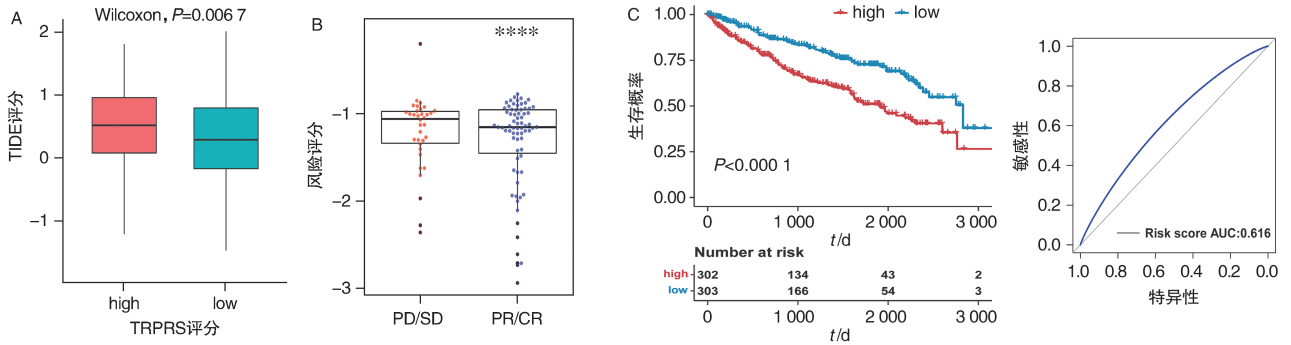 A
Wilcoxon, P=0.006 7
TIDE评分
2
1
0
−1
high
low
TRPRS评分
B
****
风险评分
−1
−2
−3
PD/SD
PR/CR
C
high
low
生存概率
1.00
0.75
0.50
0.25
0.00
P<0.000 1
0
1 000
2 000
3 000
t/d
Number at risk
high 302 134 43 2
low 303 166 54 3
0
1 000
2 000
3 000
t/d
敏感性
1.0
0.8
0.6
0.4
0.2
0.0
Risk score AUC:0.616
1.0 0.8 0.6 0.4 0.2 0.0
特异性